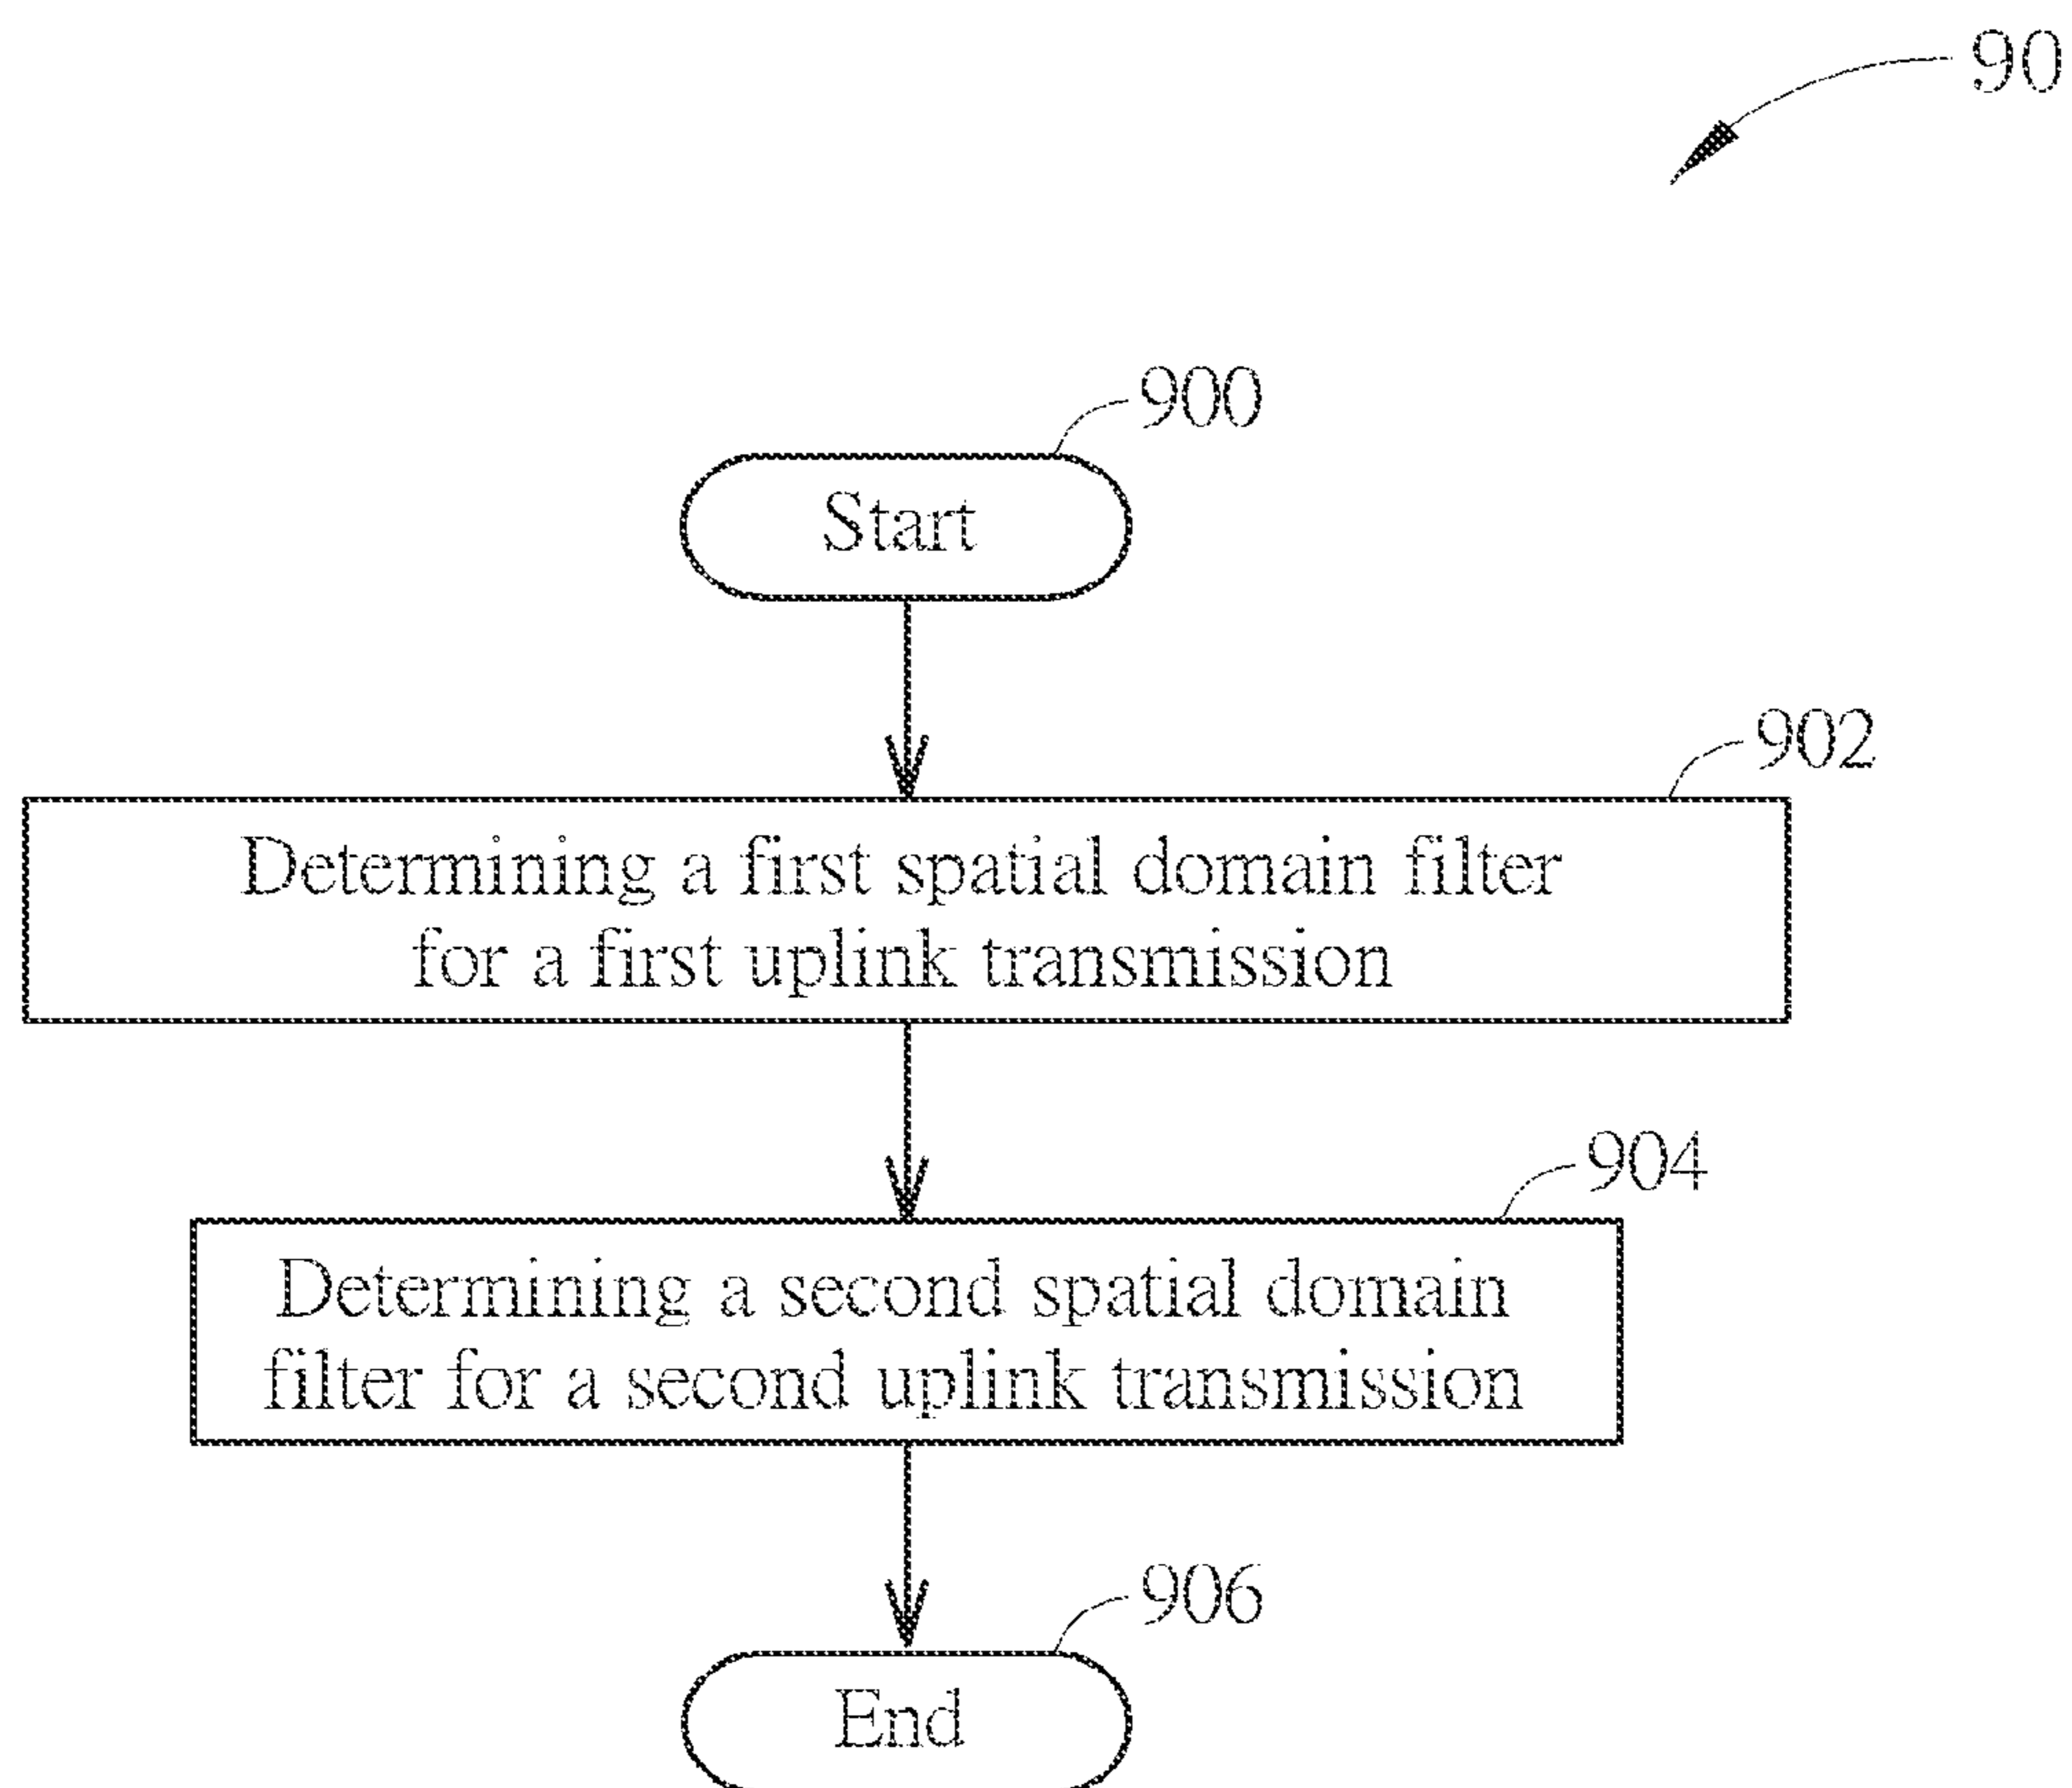 90
900
Start
902
Determining a first spatial domain filter
for a first uplink transmission
904
Determining a second spatial domain
filter for a second uplink transmission
906
End